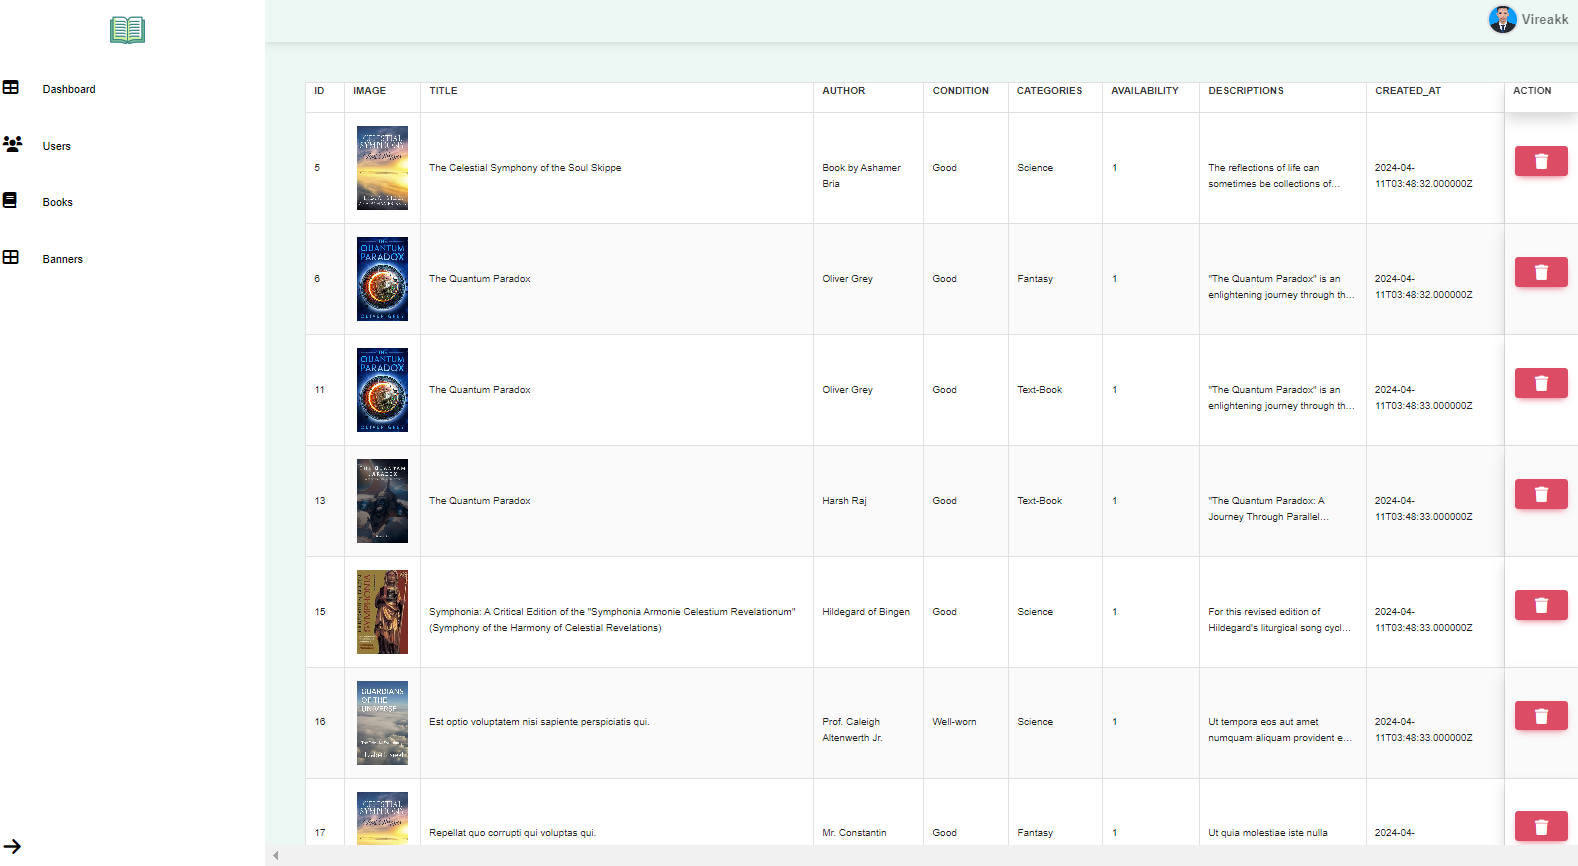 Vireakk
Dashboard
Users
Books
Banners
ID IMAGE TITLE AUTHOR CONDITION CATEGORIES AVAILABILITY DESCRIPTIONS CREATED_AT ACTION
CELESTIAL
SYMPHONY
5 The Celestial Symphony of the Soul Skippe Book by Ashamer Good Science 1 The reflections of life can 2024-04-
Bria sometimes be collections of... 11T03:48:32.000000Z
THE
QUANTUM
PARADOX
6 The Quantum Paradox Oliver Grey Good Fantasy 1 "The Quantum Paradox" is an 2024-04-
enlightening journey through th... 11T03:48:32.000000Z
OLIVER GREY
THE
QUANTUM
PARADOX
11 The Quantum Paradox Oliver Grey Good Text-Book 1 "The Quantum Paradox" is an 2024-04-
enlightening journey through th... 11T03:48:33.000000Z
OLIVER GREY
THE QUANTUM
PARADOX
13 The Quantum Paradox Harsh Raj Good Text-Book 1 "The Quantum Paradox: A 2024-04-
Journey Through Parallel... 11T03:48:33.000000Z
SYMPHONIA
15 Symphonia: A Critical Edition of the "Symphonia Armonie Celestium Revelationum" Hildegard of Bingen Good Science 1 For this revised edition of 2024-04-
(Symphony of the Harmony of Celestial Revelations) Hildegard's liturgical song cycl... 11T03:48:33.000000Z
GUARDIANS
OF THE
UNIVERSE
16 Est optio voluptatem nisi sapiente perspiciatis qui. Prof. Caleigh Well-worn Science 1 Ut tempora eos aut amet 2024-04-
Altenwerth Jr. numquam aliquam provident e... 11T03:48:33.000000Z
CELESTIAL
SYMPHONY
17 Repellat quo corrupti qui voluptas qui. Mr. Constantin Good Fantasy 1 Ut quia molestiae iste nulla 2024-04-